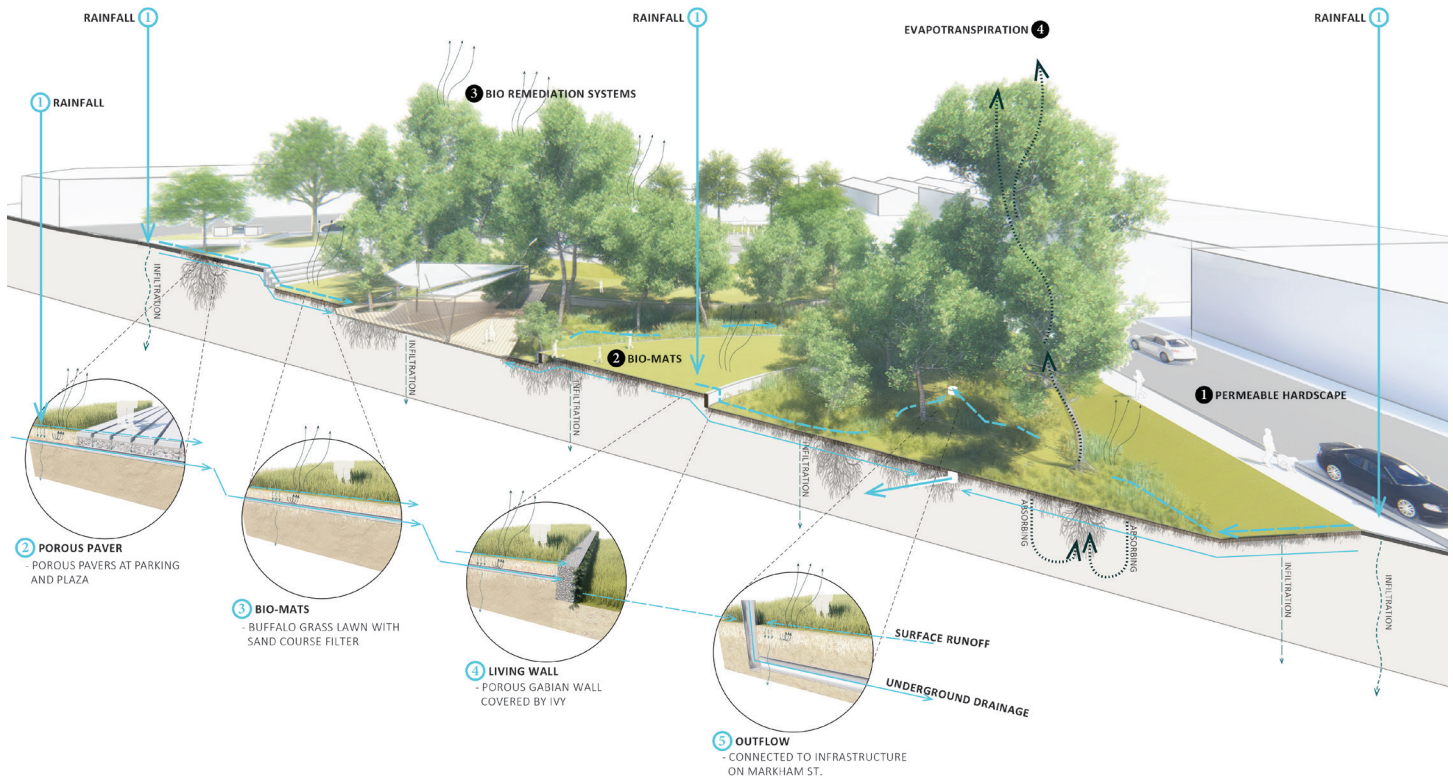 RAINFALL 1
RAINFALL 1
EVAPOTRANSPIRATION 4
RAINFALL 1
1 RAINFALL
3 BIO REMEDIATION SYSTEMS
INFILTRATION
INFILTRATION
INFILTRATION
2 BIO-MATS
1 PERMEABLE HARDSCAPE
INFILTRATION
ABSORBING
ABSORBING
INFILTRATION
INFILTRATION
2 POROUS PAVER
- POROUS PAVERS AT PARKING
AND PLAZA
3 BIO-MATS
- BUFFALO GRASS LAWN WITH
SAND COURSE FILTER
4 LIVING WALL
- POROUS GABIAN WALL
COVERED BY IVY
SURFACE RUNOFF
UNDERGROUND DRAINAGE
5 OUTFLOW
- CONNECTED TO INFRASTRUCTURE
ON MARKHAM ST.